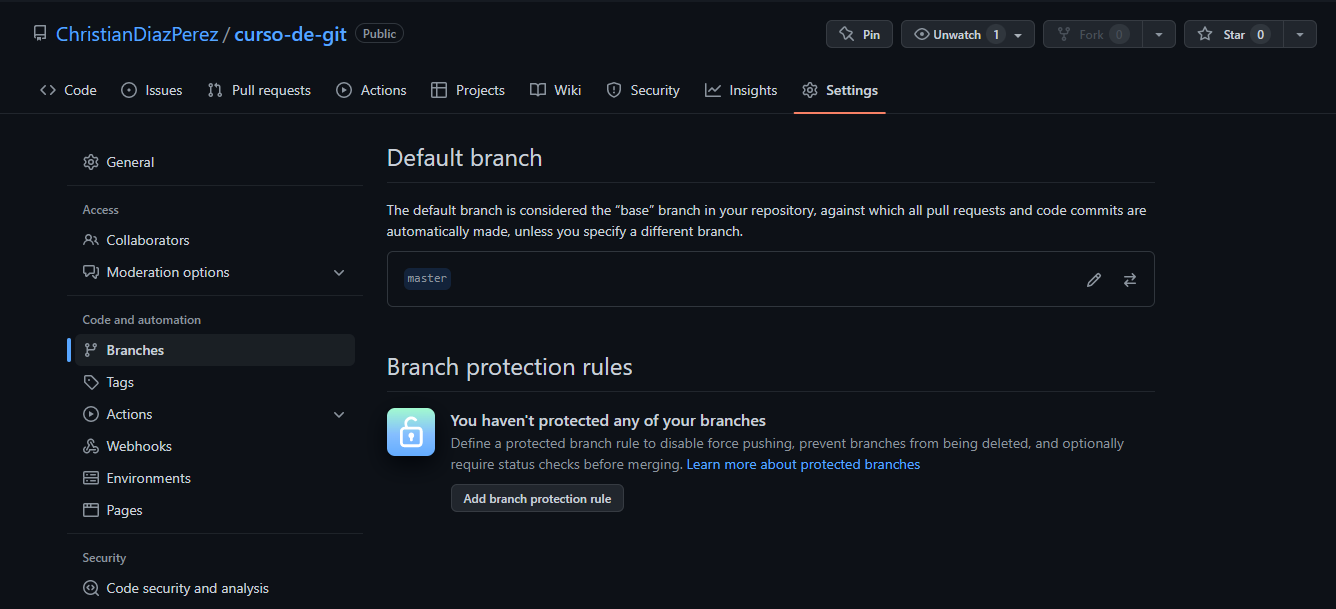 ChristianDiazPerez / curso-de-git Public
Pin
Unwatch 1
Fork 0
Star 0
Code
Issues
Pull requests
Actions
Projects
Wiki
Security
Insights
Settings
General
Access
Collaborators
Moderation options
Code and automation
Branches
Tags
Actions
Webhooks
Environments
Pages
Security
Code security and analysis
Default branch
The default branch is considered the “base” branch in your repository, against which all pull requests and code commits are
automatically made, unless you specify a different branch.
master
Branch protection rules
You haven't protected any of your branches
Define a protected branch rule to disable force pushing, prevent branches from being deleted, and optionally
require status checks before merging. Learn more about protected branches
Add branch protection rule